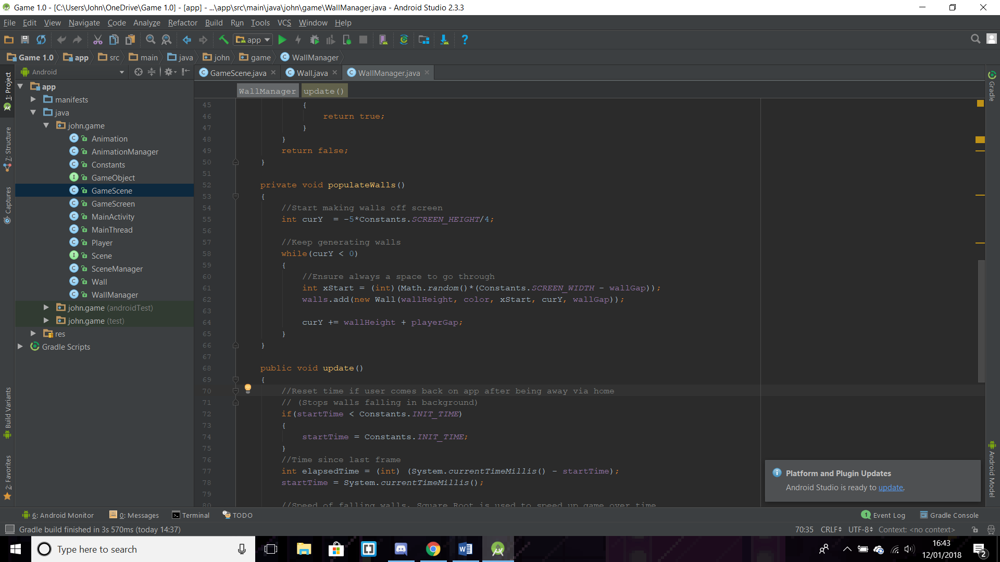 Game 1.0 - [C:\Users\John\OneDrive\Game 1.0] - [app] - ...\app\src\main\java\john\game\WallManager.java - Android Studio 2.3.3
File Edit View Navigate Code Analyze Refactor Build Run Tools VCS Window Help
app
Game 1.0 app src main java john game WallManager
Android
GameScene.java Wall.java WallManager.java
WallManager update()
1: Project
7: Structure
Captures
Build Variants
2: Favorites
app
manifests
java
john.game
Animation
AnimationManager
Constants
GameObject
GameScene
GameScreen
MainActivity
MainThread
Player
Scene
SceneManager
Wall
WallManager
john.game (androidTest)
john.game (test)
res
Gradle Scripts
45 {
46 return true;
47 }
48 }
49 return false;
50 }
51
52 private void populateWalls()
53 {
54 //Start making walls off screen
55 int curY  = -5*Constants.SCREEN_HEIGHT/4;
56
57 //Keep generating walls
58 while(curY < 0)
59 {
60 //Ensure always a space to go through
61 int xStart = (int)(Math.random()*(Constants.SCREEN_WIDTH - wallGap));
62 walls.add(new Wall(wallHeight, color, xStart, curY, wallGap));
63
64 curY += wallHeight + playerGap;
65 }
66 }
67
68 public void update()
69 {
70 //Reset time if user comes back on app after being away via home
71 // (Stops walls falling in background)
72 if(startTime < Constants.INIT_TIME)
73 {
74 startTime = Constants.INIT_TIME;
75 }
76 //Time since last frame
77 int elapsedTime = (int) (System.currentTimeMillis() - startTime);
78 startTime = System.currentTimeMillis();
79
80 //Speed of falling walls. Square Root is used to speed up game over time
Gradle
Android Model
Platform and Plugin Updates
Android Studio is ready to update.
6: Android Monitor 0: Messages Terminal TODO 1 Event Log Gradle Console
Gradle build finished in 3s 570ms (today 14:37) 70:35 CRLF UTF-8 Context: <no context>
Type here to search
16:43
12/01/2018
2